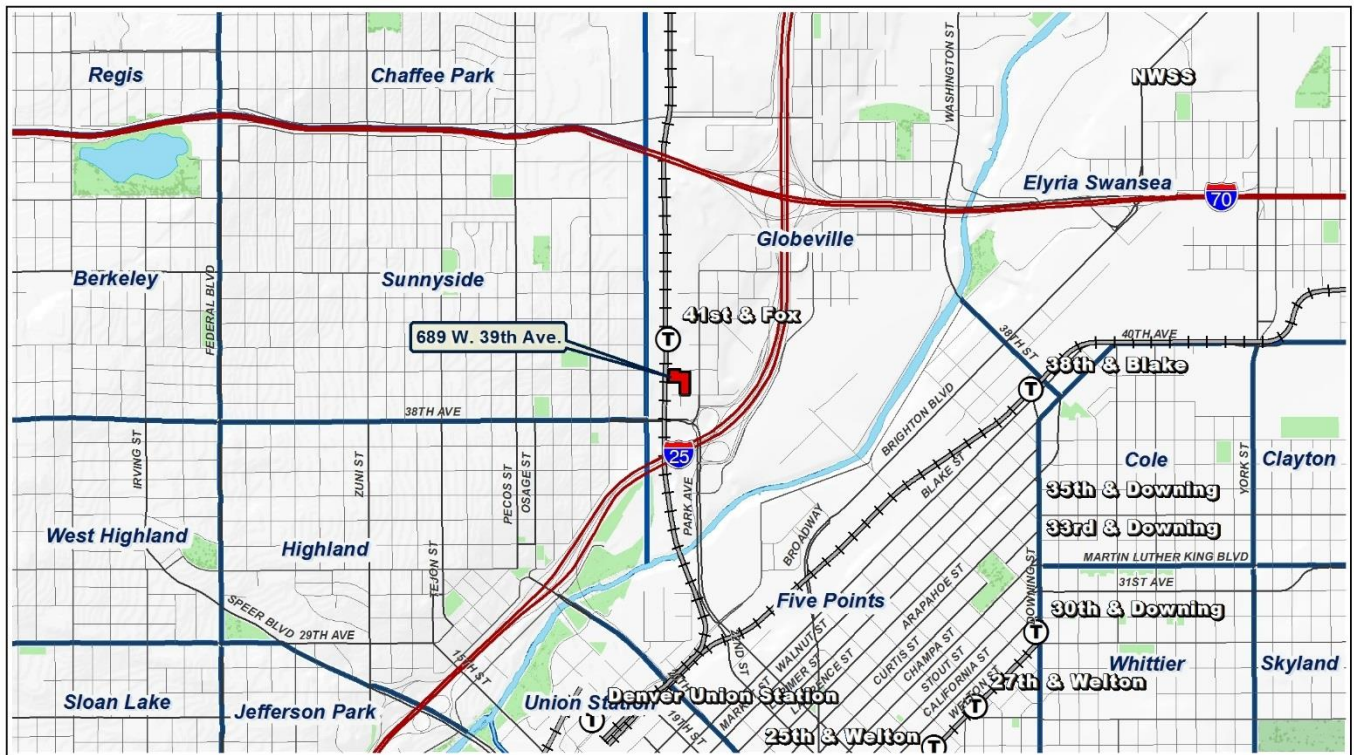 Regis
Chaffee Park
WASHINGTON ST
NWSS
Elyria Swansea
70
Globeville
Berkeley
FEDERAL BLVD
Sunnyside
41st & Fox
T
689 W. 39th Ave.
38TH ST
40TH AVE
38th & Blake
T
38TH AVE
BRIGHTON BLVD
BLAKE ST
IRVING ST
ZUNI ST
PECOS ST
OSAGE ST
25
PARK AVE
BROADWAY
Cole
YORK ST
Clayton
35th & Downing
33rd & Downing
West Highland
Highland
MARTIN LUTHER KING BLVD
31ST AVE
TEJON ST
Five Points
ARAPAHOE ST
DOWNING ST
30th & Downing
T
SPEER BLVD
29TH AVE
15TH ST
22ND ST
WALNUT ST
CURTIS ST
CHAMPA ST
STOUT ST
CALIFORNIA ST
WELTON ST
Whittier
Skyland
27th & Welton
T
Sloan Lake
Jefferson Park
Union Station
Denver Union Station
T
19TH ST
25th & Welton
T